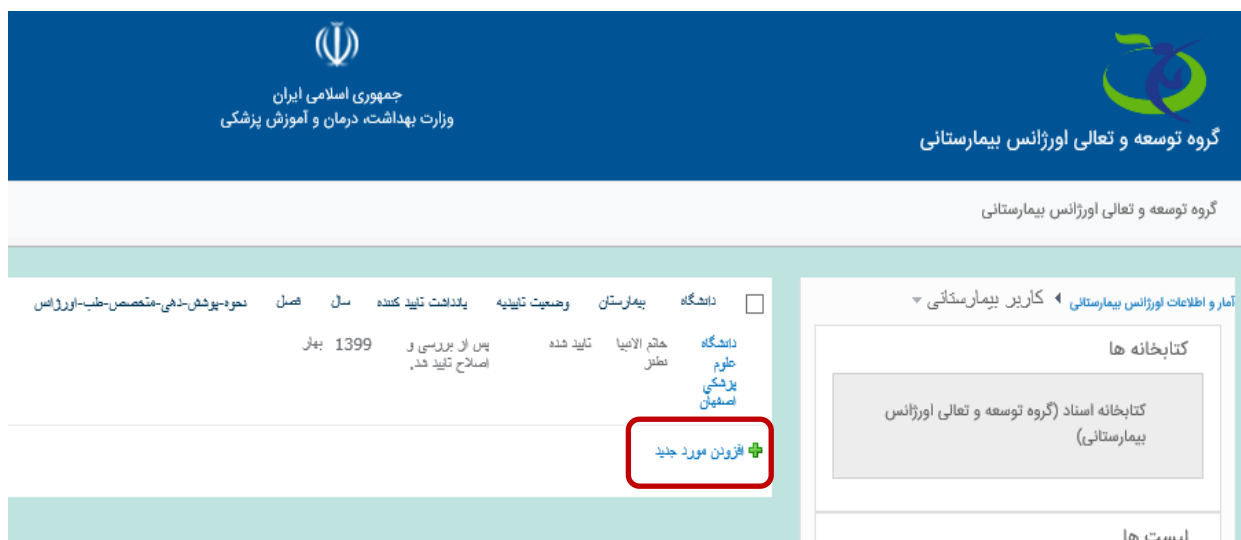 جمهوری اسلامی ایران
وزارت بهداشت، درمان و آموزش پزشکی
گروه توسعه و تعالی اورژانس بیمارستانی
گروه توسعه و تعالی اورژانس بیمارستانی
آمار و اطلاعات اورژانس بیمارستانی کاربر بیمارستانی
کتابخانه ها
کتابخانه اسناد (گروه توسعه و تعالی اورژانس
بیمارستانی)
لیست ها
دانشگاه بیمارستان وضعیت تاییدیه یادداشت تایید کننده سال فصل نحوه-پوشش-دهی-متخصص-طب-اورژانس
دانشگاه خاتم الانبیا تایید شده پس از بررسی و 1399 بهار
علوم نطنز اصلاح تایید شد.
پزشکی
اصفهان
افزودن مورد جدید